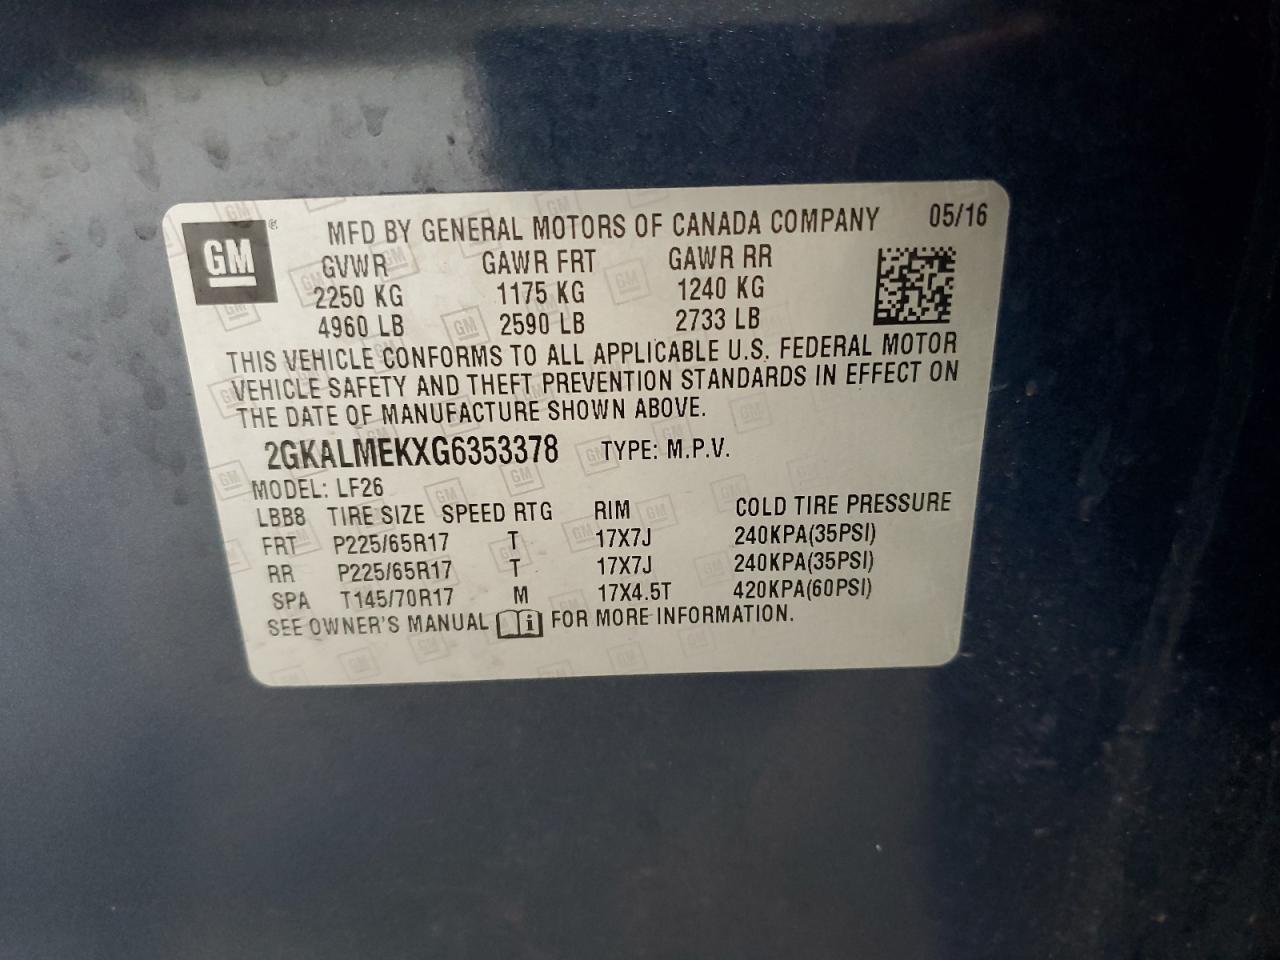 GM ® MFD BY GENERAL MOTORS OF CANADA COMPANY 05/16
GVWR GAWR FRT GAWR RR
2250 KG 1175 KG 1240 KG
4960 LB 2590 LB 2733 LB
THIS VEHICLE CONFORMS TO ALL APPLICABLE U.S. FEDERAL MOTOR
VEHICLE SAFETY AND THEFT PREVENTION STANDARDS IN EFFECT ON
THE DATE OF MANUFACTURE SHOWN ABOVE.
2GKALMEKXG6353378 TYPE: M.P.V.
MODEL: LF26
LBB8 TIRE SIZE SPEED RTG RIM COLD TIRE PRESSURE
FRT P225/65R17 T 17X7J 240KPA(35PSI)
RR P225/65R17 T 17X7J 240KPA(35PSI)
SPA T145/70R17 M 17X4.5T 420KPA(60PSI)
SEE OWNER'S MANUAL i FOR MORE INFORMATION.